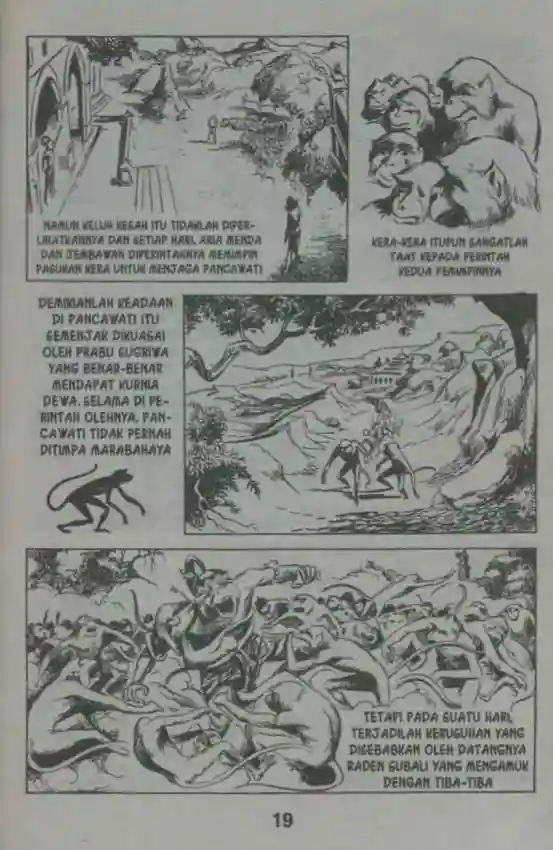 NAMUN KELUH KESAH ITU TIDAKLAH DIPER-
LIHATKANNYA DAN SETIAP HARI, ARIA MENDA
DAN JEMBAWAN DIPERINTAHNYA MEMIMPIN
PASUKAN KERA UNTUK MENJAGA PANCAWATI
KERA-KERA ITUPUN SANGATLAH
TAAT KEPADA PERINTAH
KEDUA PEMIMPINNYA
DEMIKIANLAH KEADAAN
DI PANCAWATI ITU
SEMENJAK DIKUASAI
OLEH PRABU SUGRIWA
YANG BENAR-BENAR
MENDAPAT KURNIA
DEWA. SELAMA DI PE-
RINTAH OLEHNYA. PAN-
CAWATI TIDAK PERNAH
DITIMPA MARABAHAYA
TETAPI PADA SUATU HARI,
TERJADILAH KERUSUHAN YANG
DISEBABKAN OLEH DATANGNYA
RADEN SUBALI YANG MENGAMUK
DENGAN TIBA-TIBA
19